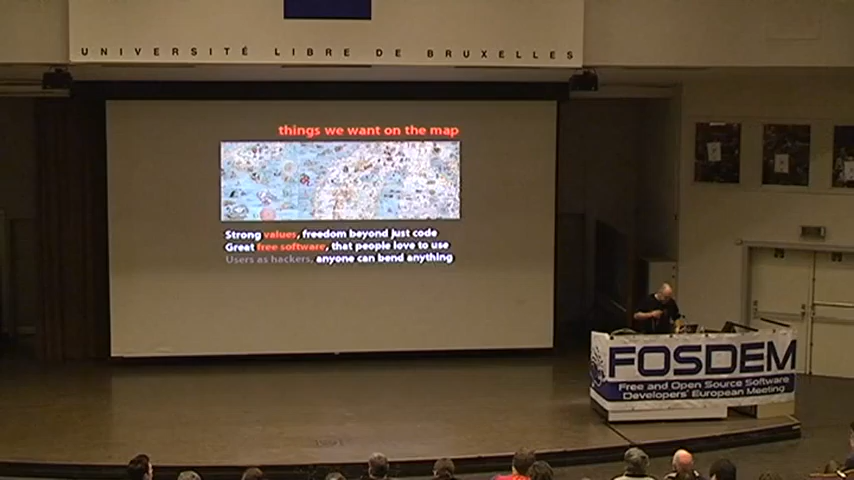 UNIVERSITÉ LIBRE DE BRUXELLES
things we want on the map
Strong values, freedom beyond just code
Great free software, that people love to use
Users as hackers, anyone can bend anything
FOSDEM
Free and Open Source Software
Developers' European Meeting